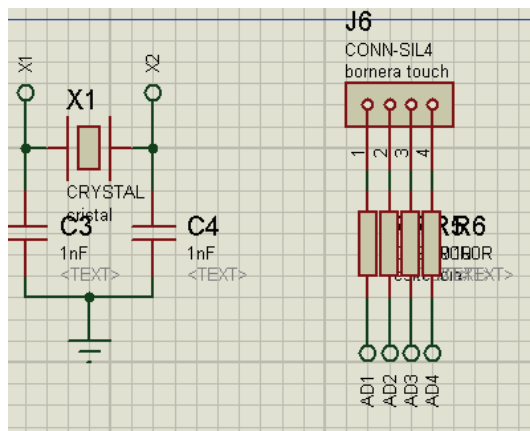 J6
CONN-SIL4
bornera touch
X1
X2
X1
CRYSTAL
cristal
1
2
3
4
C3
1nF
<TEXT>
C4
1nF
<TEXT>
R6
AD1
AD2
AD3
AD4